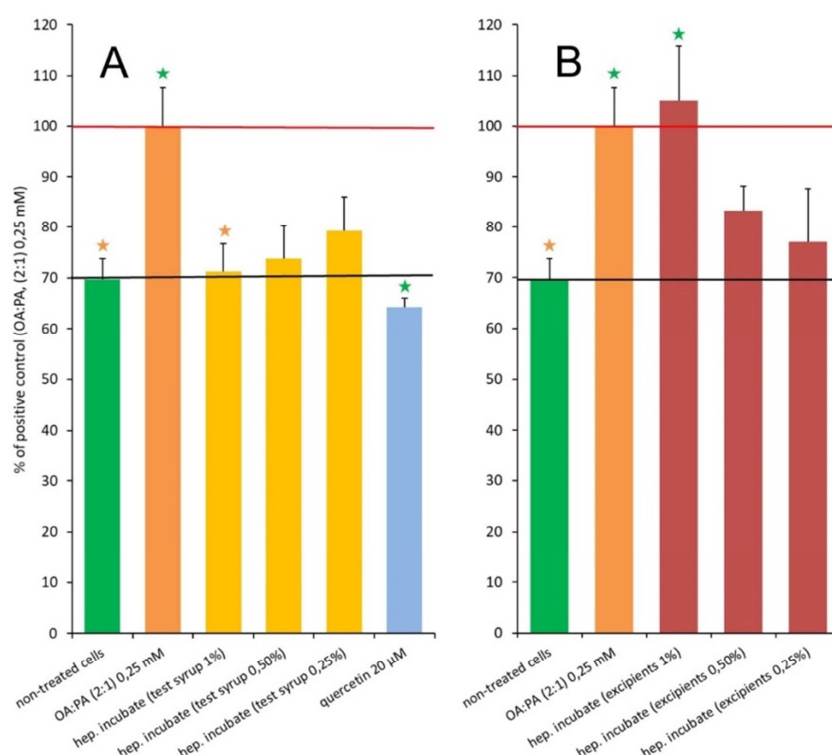 % of positive control (OA:PA, (2:1) 0,25 mM)
A
120
110
100
90
80
70
60
50
40
30
20
10
0
non-treated cells
OA:PA (2:1) 0,25 mM
hep. incubate (test syrup 1%)
hep. incubate (test syrup 0,50%)
hep. incubate (test syrup 0,25%)
quercetin 20 µM
B
120
110
100
90
80
70
60
50
40
30
20
10
0
non-treated cells
OA:PA (2:1) 0,25 mM
hep. incubate (excipients 1%)
hep. incubate (excipients 0,50%)
hep. incubate (excipients 0,25%)